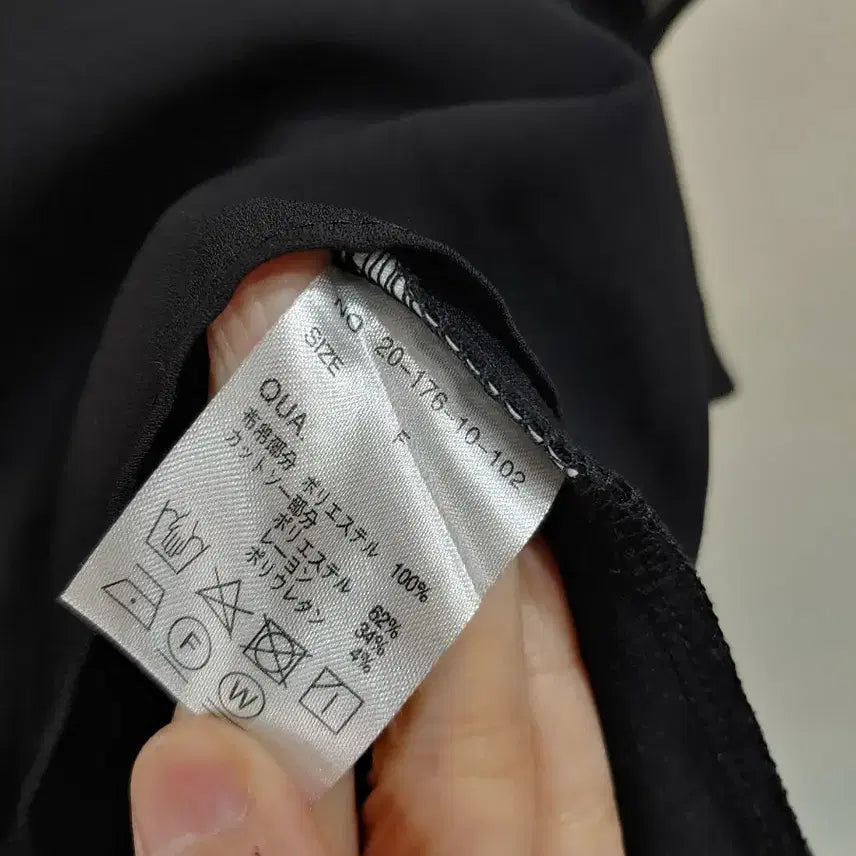 NO 20-176-10-102
SIZE F
QUA.
布帛部分 ポリエステル 100%
カットソー部分
ポリエステル 62%
レーヨン 34%
ポリウレタン 4%
F
W